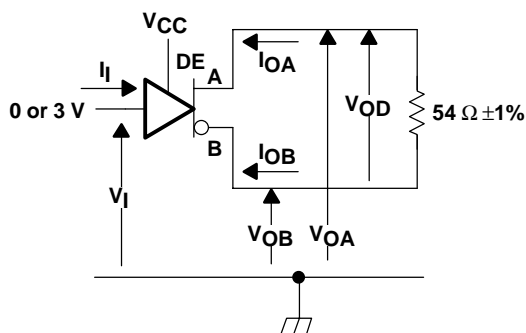 VCC
DE
II
A
IOA
0 or 3 V
VOD
54 Ω ±1%
B
IOB
VI
VOB
VOA